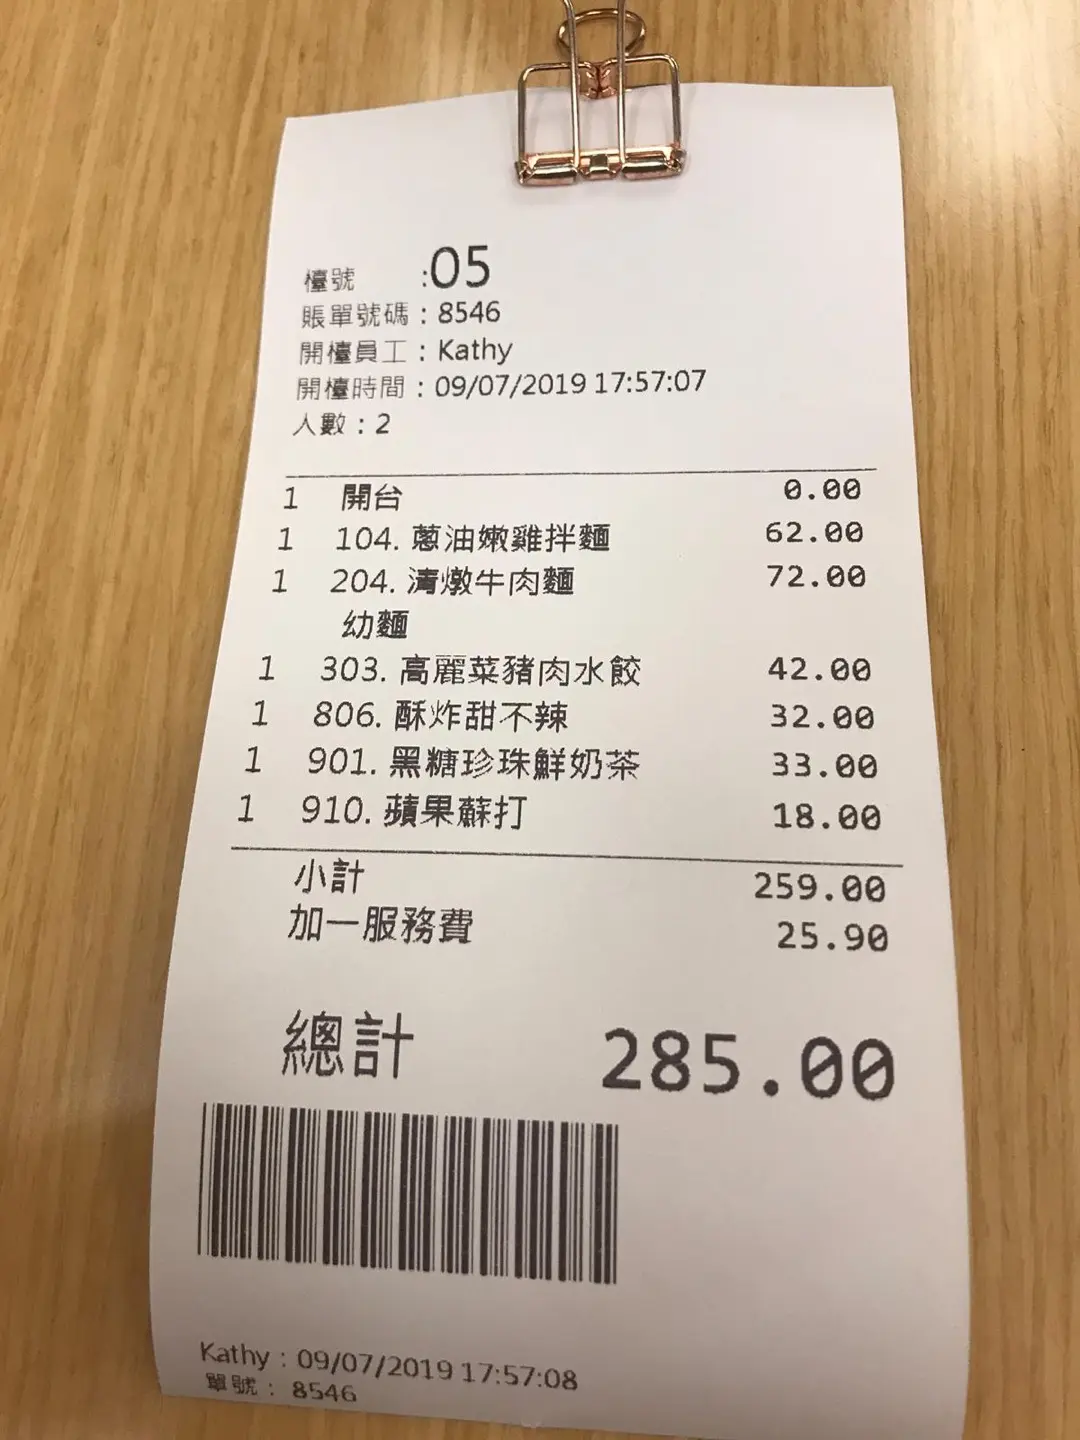 檯號 :05
賬單號碼 : 8546
開檯員工 : Kathy
開檯時間 : 09/07/2019 17:57:07
人數 : 2
1 開台 0.00
1 104. 蔥油嫩雞拌麵 62.00
1 204. 清燉牛肉麵 72.00
幼麵
1 303. 高麗菜豬肉水餃 42.00
1 806. 酥炸甜不辣 32.00
1 901. 黑糖珍珠鮮奶茶 33.00
1 910. 蘋果蘇打 18.00
小計 259.00
加一服務費 25.90
總計 285.00
Kathy : 09/07/2019 17:57:08
單號 : 8546